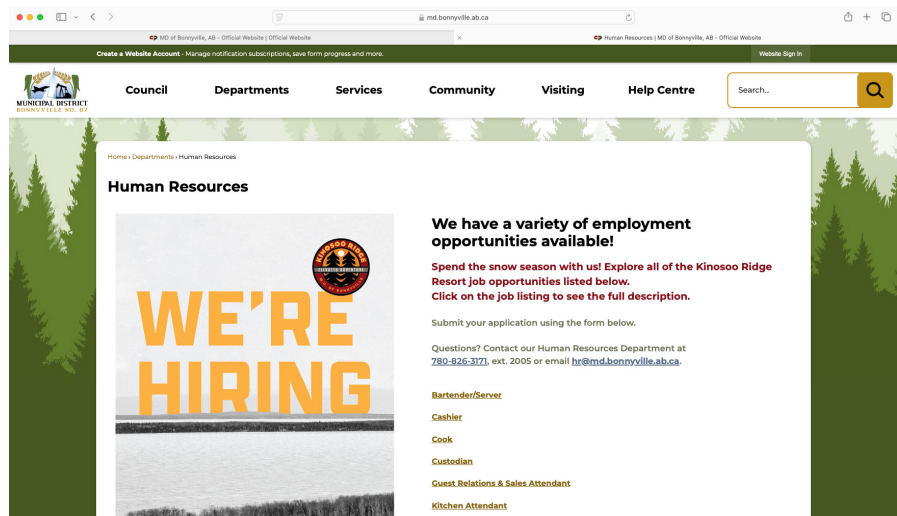 md.bonnyville.ab.ca
MD of Bonnyville, AB - Official Website | Official Website
Human Resources | MD of Bonnyville, AB - Official Website
Create a Website Account - Manage notification subscriptions, save form progress and more.
Website Sign In
MUNICIPAL DISTRICT
BONNYVILLE NO. 87
Council
Departments
Services
Community
Visiting
Help Centre
Search...
Home › Departments › Human Resources
Human Resources
KINOSOO RIDGE
ELEVATED ADVENTURE
M.D. OF BONNYVILLE
WE'RE
HIRING
We have a variety of employment
opportunities available!
Spend the snow season with us! Explore all of the Kinosoo Ridge
Resort job opportunities listed below.
Click on the job listing to see the full description.
Submit your application using the form below.
Questions? Contact our Human Resources Department at
780-826-3171, ext. 2005 or email hr@md.bonnyville.ab.ca.
Bartender/Server
Cashier
Cook
Custodian
Guest Relations & Sales Attendant
Kitchen Attendant